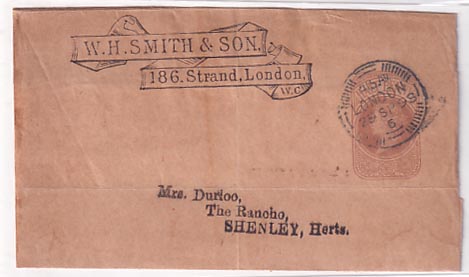 W.H. SMITH & SON.
186. Strand, London,
W.C.
LONDON
Mrs. Durloo,
The Rancho,
SHENLEY, Herts.